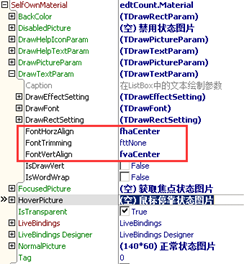 SelfOwnMaterial edtCount.Material
BackColor (TDrawRectParam)
DisabledPicture (空) 禁用状态图片
DrawHelpIconParam (TDrawPictureParam)
DrawHelpTextParam (TDrawTextParam)
DrawPictureParam (TDrawPictureParam)
DrawTextParam (TDrawTextParam)
Caption 在ListBox中的文本绘制参数
DrawEffectSetting (TDrawEffectSetting)
DrawFont (TDrawFont)
DrawRectSetting (TDrawRectSetting)
FontHorzAlign fhaCenter
FontTrimming fttNone
FontVertAlign fvaCenter
IsDrawVert False
IsWordWrap False
FocusedPicture (空) 获取焦点状态图片
HoverPicture (空) 鼠标停靠状态图片
IsTransparent True
LiveBindings LiveBindings
LiveBindings Designer LiveBindings Designer
NormalPicture (140*60) 正常状态图片
Tag 0